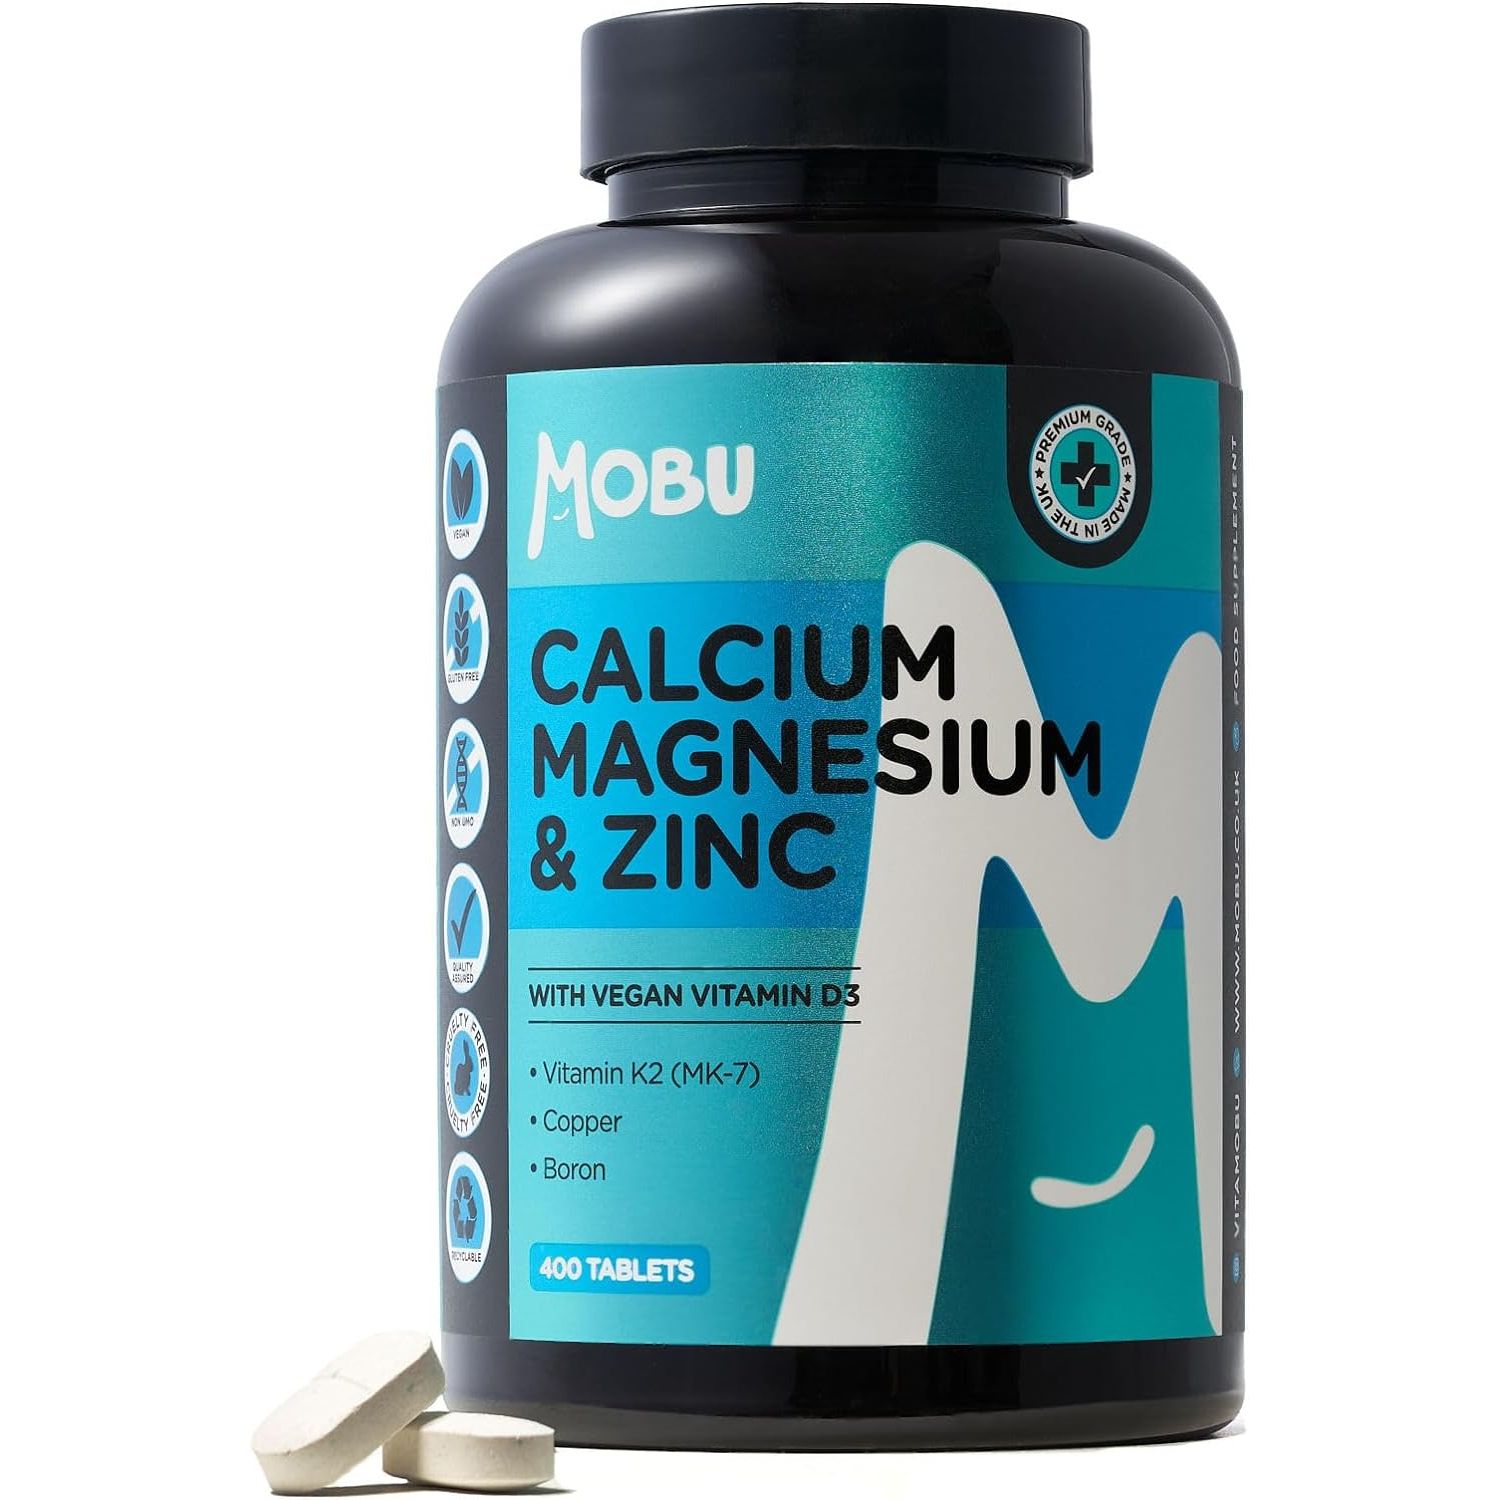 MOBU
PREMIUM GRADE
MADE IN THE UK
CALCIUM
MAGNESIUM
& ZINC
WITH VEGAN VITAMIN D3
• Vitamin K2 (MK-7)
• Copper
• Boron
400 TABLETS
VEGAN
GLUTEN FREE
NON GMO
QUALITY
ASSURED
CRUELTY FREE
CRUELTY FREE
RECYCLABLE
VITAMOBU WWW.MOBU.CO.UK FOOD SUPPLEMENT